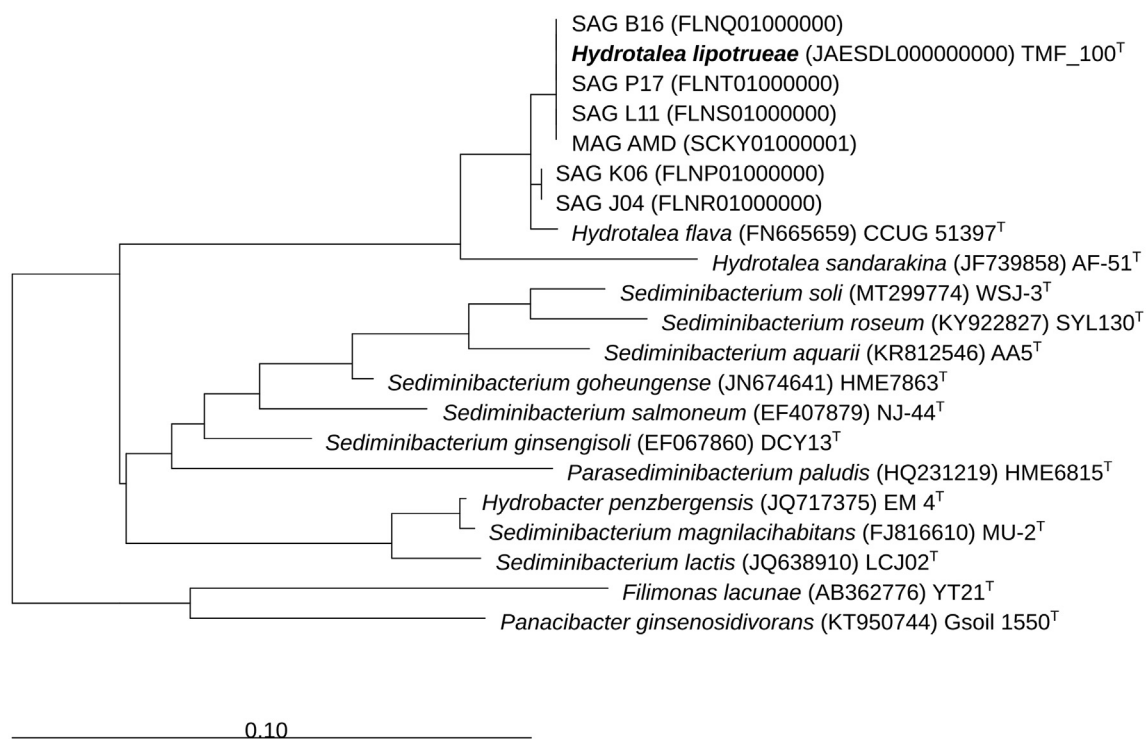 SAG B16 (FLNQ01000000)
Hydrotalea lipotrueae (JAESDL000000000) TMF_100T
SAG P17 (FLNT01000000)
SAG L11 (FLNS01000000)
MAG AMD (SCKY01000001)
SAG K06 (FLNP01000000)
SAG J04 (FLNR01000000)
Hydrotalea flava (FN665659) CCUG 51397T
Hydrotalea sandarakina (JF739858) AF-51T
Sediminibacterium soli (MT299774) WSJ-3T
Sediminibacterium roseum (KY922827) SYL130T
Sediminibacterium aquarii (KR812546) AA5T
Sediminibacterium goheungense (JN674641) HME7863T
Sediminibacterium salmoneum (EF407879) NJ-44T
Sediminibacterium ginsengisoli (EF067860) DCY13T
Parasediminibacterium paludis (HQ231219) HME6815T
Hydrobacter penzbergensis (JQ717375) EM 4T
Sediminibacterium magnilacihabitans (FJ816610) MU-2T
Sediminibacterium lactis (JQ638910) LCJ02T
Filimonas lacunae (AB362776) YT21T
Panacibacter ginsenosidivorans (KT950744) Gsoil 1550T
0.10